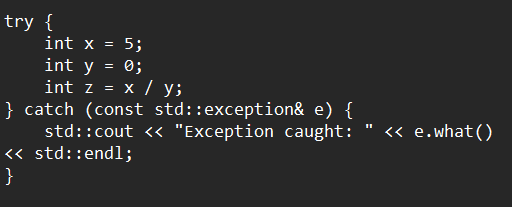 try {
    int x = 5;
    int y = 0;
    int z = x / y;
} catch (const std::exception& e) {
    std::cout << "Exception caught: " << e.what()
<< std::endl;
}